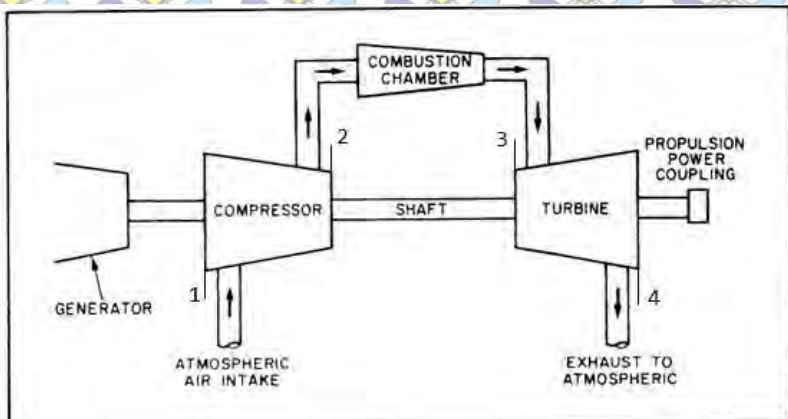 COMBUSTION
CHAMBER
2
3
PROPULSION
POWER
COUPLING
COMPRESSOR
SHAFT
TURBINE
1
4
GENERATOR
ATMOSPHERIC
AIR INTAKE
EXHAUST TO
ATMOSPHERIC